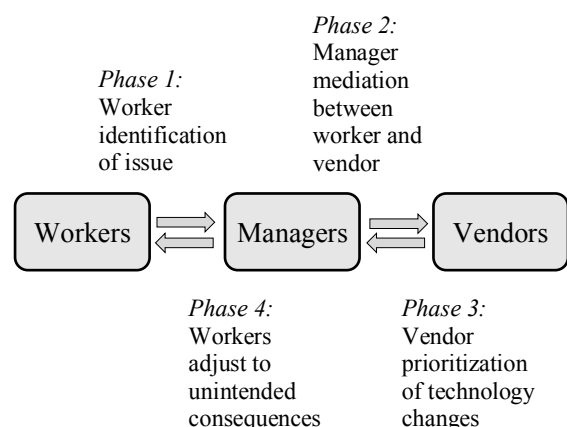 Phase 1:
Worker
identification
of issue
Phase 2:
Manager
mediation
between
worker and
vendor
Workers
Managers
Vendors
Phase 4:
Workers
adjust to
unintended
consequences
Phase 3:
Vendor
prioritization
of technology
changes